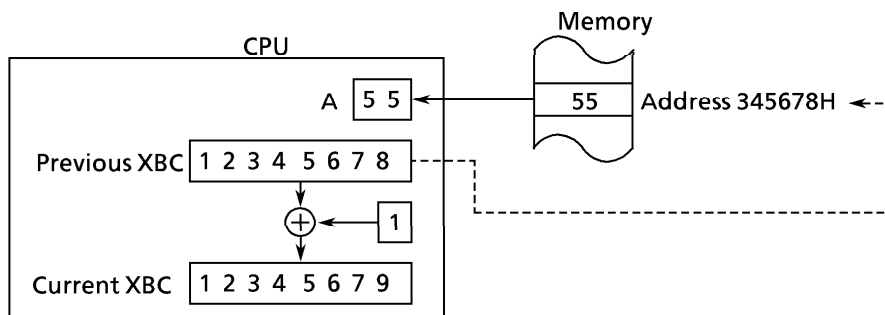 Memory
CPU
A 5 5
55 Address 345678H
Previous XBC 1 2 3 4 5 6 7 8
+ 1
Current XBC 1 2 3 4 5 6 7 9